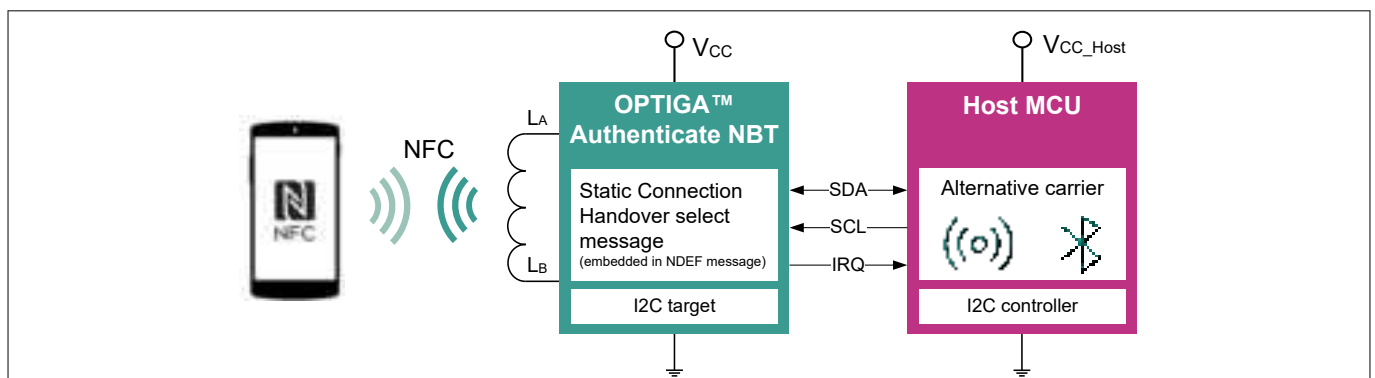 VCC
VCC_Host
OPTIGA™
Authenticate NBT
Host MCU
LA
NFC
NFC
Static Connection
Handover select
message
(embedded in NDEF message)
SDA
SCL
IRQ
Alternative carrier
LB
I2C target
I2C controller